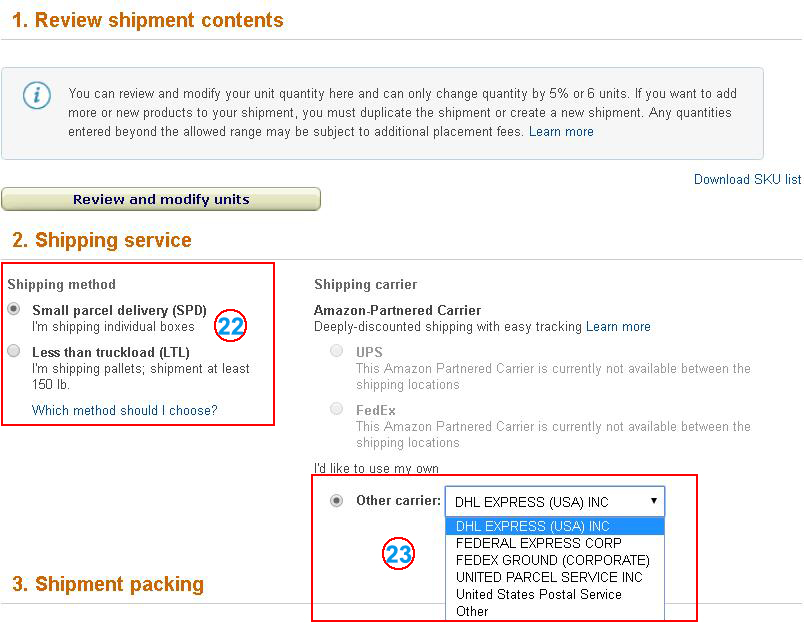 1. Review shipment contents
You can review and modify your unit quantity here and can only change quantity by 5% or 6 units. If you want to add
more or new products to your shipment, you must duplicate the shipment or create a new shipment. Any quantities
entered beyond the allowed range may be subject to additional placement fees. Learn more
Download SKU list
Review and modify units
2. Shipping service
Shipping method
Small parcel delivery (SPD)
I'm shipping individual boxes
22
Less than truckload (LTL)
I'm shipping pallets; shipment at least
150 lb.
Which method should I choose?
Shipping carrier
Amazon-Partnered Carrier
Deeply-discounted shipping with easy tracking Learn more
UPS
This Amazon Partnered Carrier is currently not available between the
shipping locations
FedEx
This Amazon Partnered Carrier is currently not available between the
shipping locations
I'd like to use my own
Other carrier: DHL EXPRESS (USA) INC
DHL EXPRESS (USA) INC
FEDERAL EXPRESS CORP
FEDEX GROUND (CORPORATE)
UNITED PARCEL SERVICE INC
United States Postal Service
Other
23
3. Shipment packing